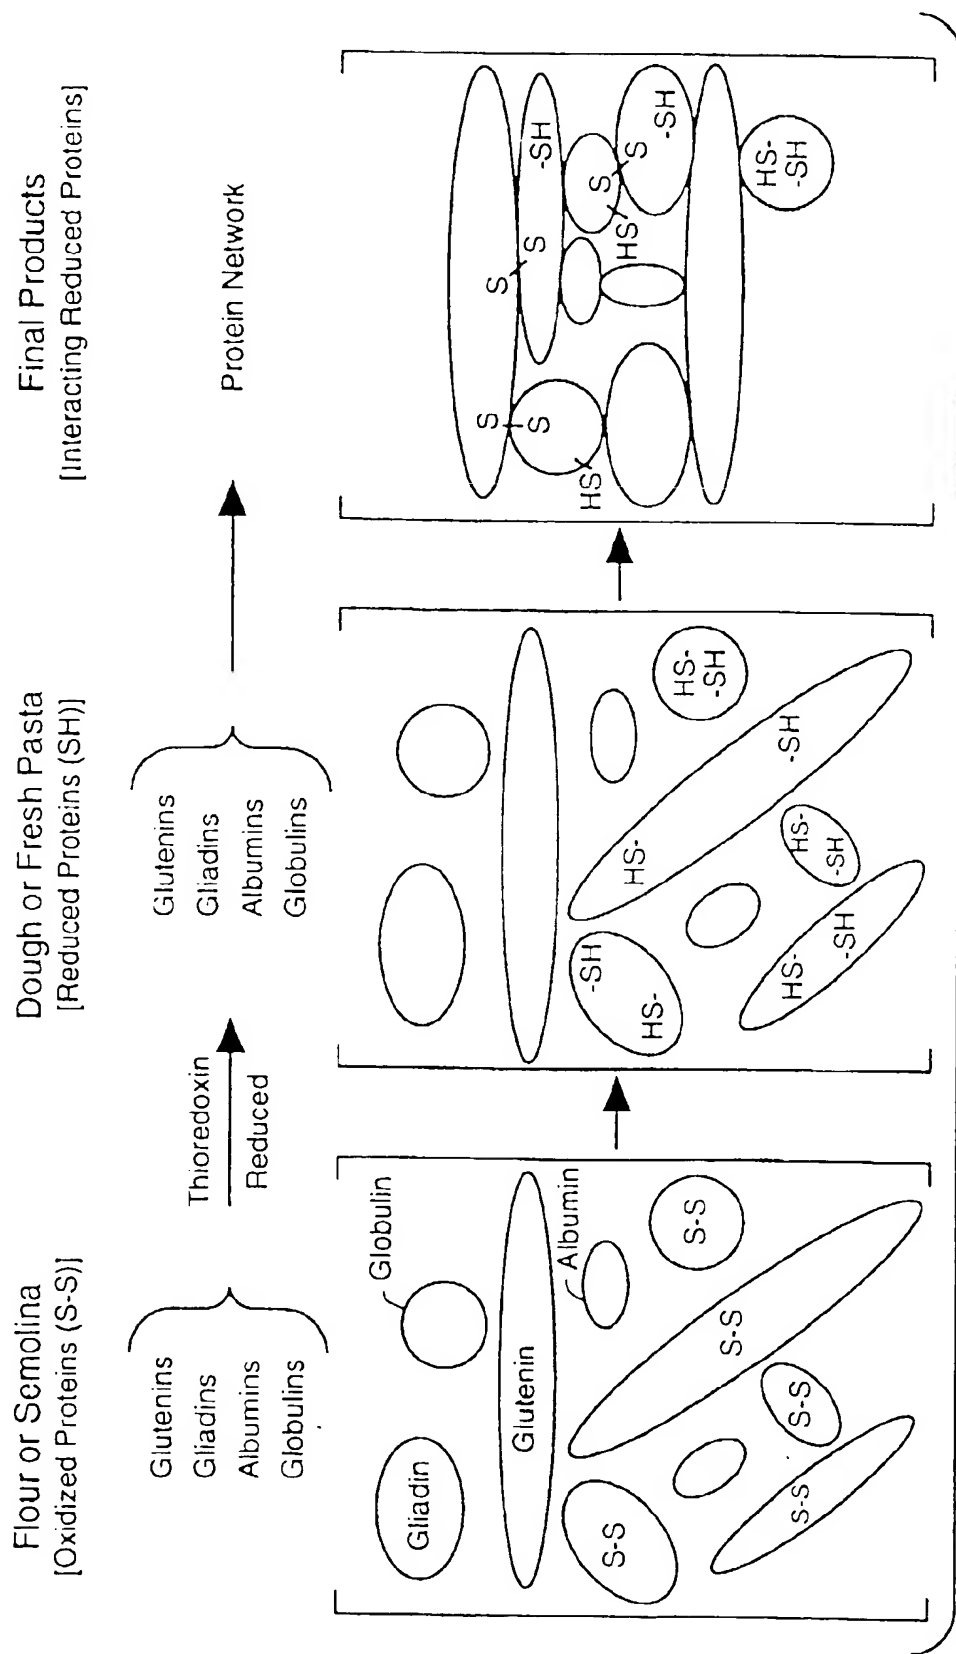 Flour or Semolina
[Oxidized Proteins (S-S)]
Glutenins
Gliadins
Albumins
Globulins
Thioredoxin
Reduced
Dough or Fresh Pasta
[Reduced Proteins (SH)]
Glutenins
Gliadins
Albumins
Globulins
Final Products
[Interacting Reduced Proteins]
Protein Network
Gliadin
Globulin
Glutenin
Albumin
S-S
S-S
S-S
S-S
S-S
-SH
HS-
HS-
-SH
HS-
-SH
HS-
-SH
HS-
-SH
S
S
HS-
S
S
-SH
S
S
HS-
-SH
HS-
-SH